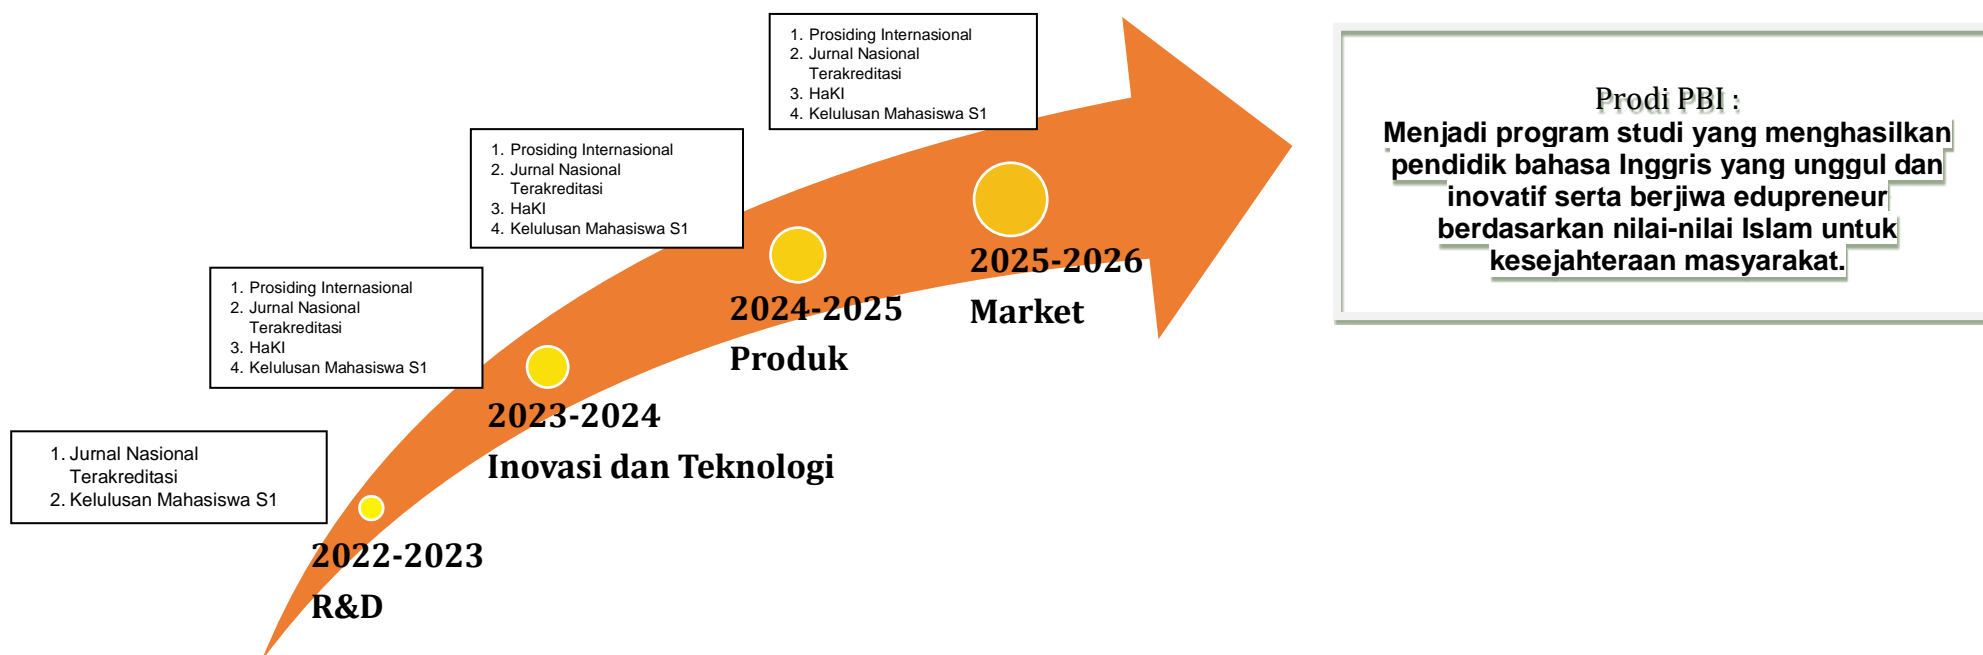 1. Jurnal Nasional
Terakreditasi
2. Kelulusan Mahasiswa S1
2022-2023
R&D
1. Prosiding Internasional
2. Jurnal Nasional
Terakreditasi
3. HaKI
4. Kelulusan Mahasiswa S1
2023-2024
Inovasi dan Teknologi
1. Prosiding Internasional
2. Jurnal Nasional
Terakreditasi
3. HaKI
4. Kelulusan Mahasiswa S1
2024-2025
Produk
1. Prosiding Internasional
2. Jurnal Nasional
Terakreditasi
3. HaKI
4. Kelulusan Mahasiswa S1
2025-2026
Market
Prodi PBI :
Menjadi program studi yang menghasilkan
pendidik bahasa Inggris yang unggul dan
inovatif serta berjiwa edupreneur
berdasarkan nilai-nilai Islam untuk
kesejahteraan masyarakat.